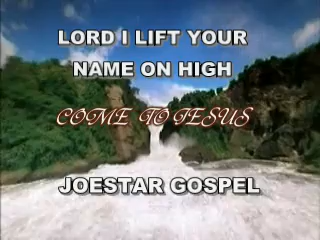 LORD I LIFT YOUR
NAME ON HIGH
COME TO JESUS
JOESTAR GOSPEL